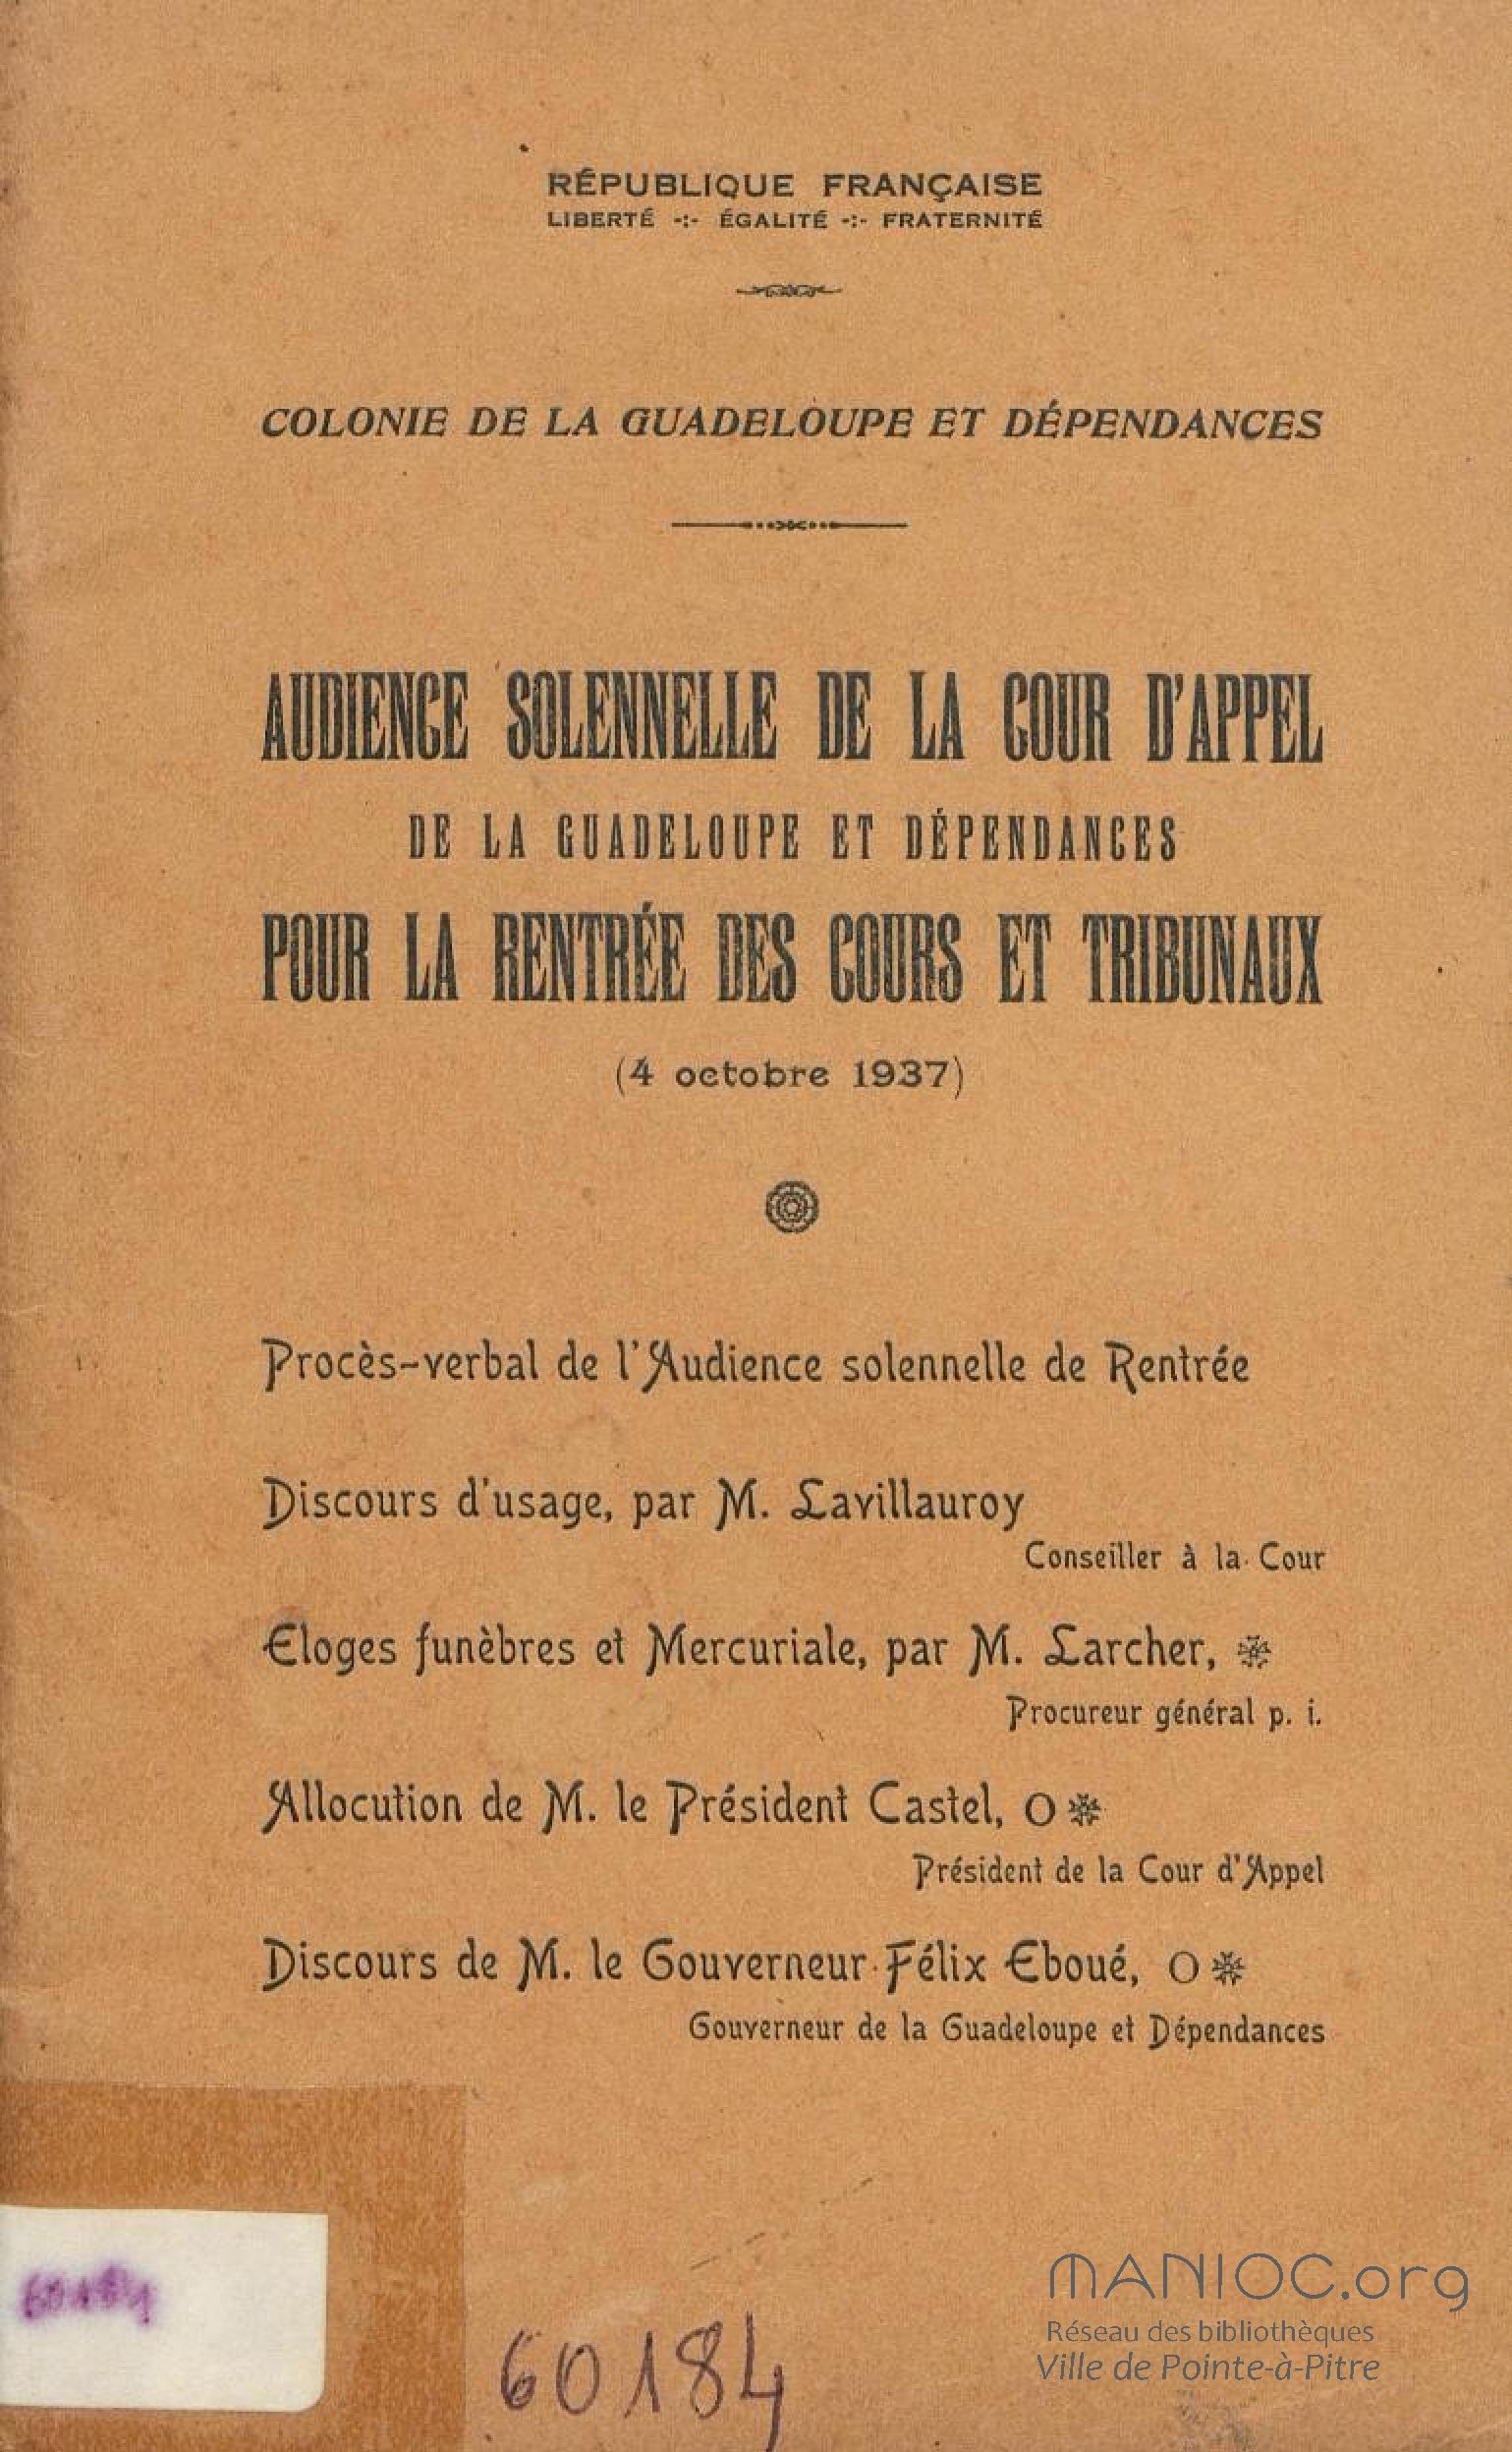 RÉPUBLIQUE FRANÇAISE
LIBERTÉ -:- ÉGALITÉ -:- FRATERNITÉ
COLONIE DE LA GUADELOUPE ET DÉPENDANCES
AUDIENCE SOLENNELLE DE LA COUR D'APPEL
DE LA GUADELOUPE ET DÉPENDANCES
POUR LA RENTRÉE DES COURS ET TRIBUNAUX
(4 octobre 1937)
Procès-verbal de l'Audience solennelle de Rentrée
Discours d'usage, par M. Lavillauroy
Conseiller à la Cour
Eloges funèbres et Mercuriale, par M. Larcher, ✻
Procureur général p. i.
Allocution de M. le Président Castel, O ✻
Président de la Cour d'Appel
Discours de M. le Gouverneur Félix Eboué, O ✻
Gouverneur de la Guadeloupe et Dépendances
60184
60184
MANIOC.org
Réseau des bibliothèques
Ville de Pointe-à-Pitre